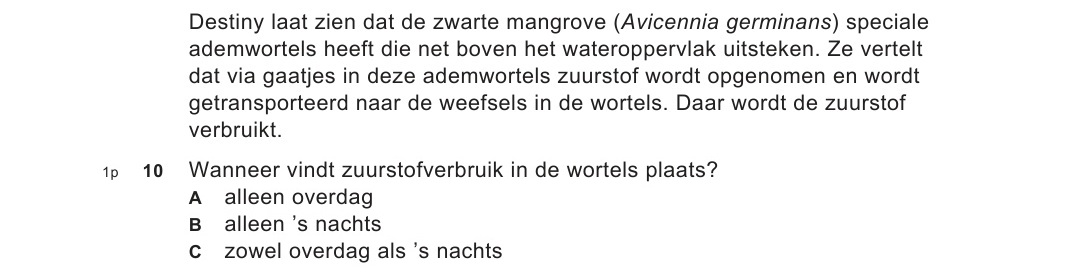 Destiny laat zien dat de zwarte mangrove (Avicennia germinans) speciale
ademwortels heeft die net boven het wateroppervlak uitsteken. Ze vertelt
dat via gaatjes in deze ademwortels zuurstof wordt opgenomen en wordt
getransporteerd naar de weefsels in de wortels. Daar wordt de zuurstof
verbruikt.
1p 10 Wanneer vindt zuurstofverbruik in de wortels plaats?
A alleen overdag
B alleen ’s nachts
C zowel overdag als ’s nachts